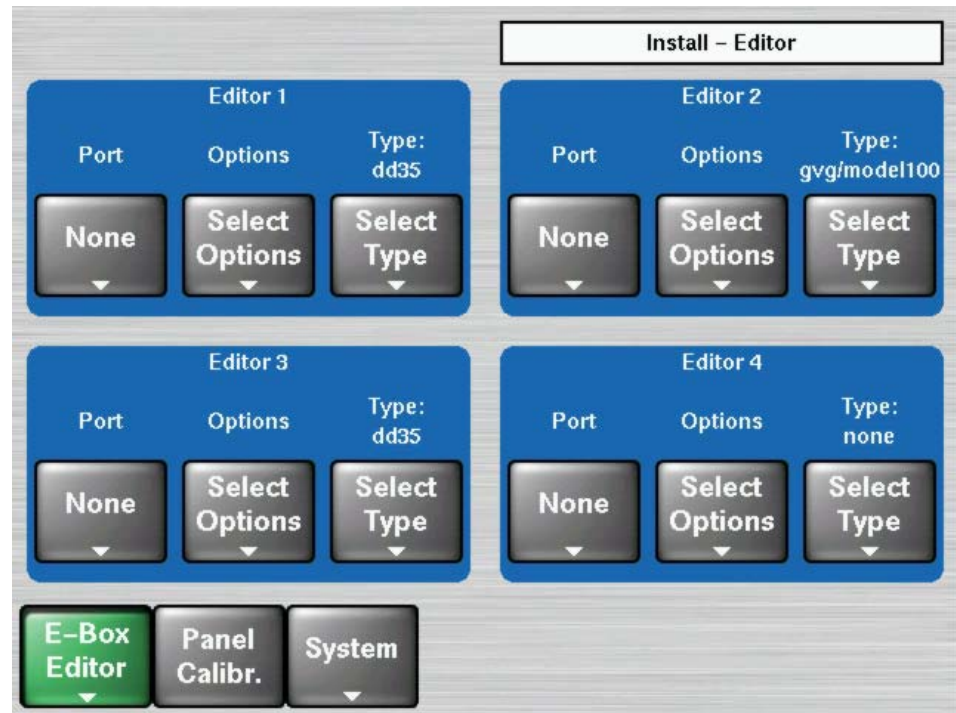 Install – Editor
Editor 1
Port
Options
Type:
dd35
None
Select
Options
Select
Type
Editor 2
Port
Options
Type:
gvg/model100
None
Select
Options
Select
Type
Editor 3
Port
Options
Type:
dd35
None
Select
Options
Select
Type
Editor 4
Port
Options
Type:
none
None
Select
Options
Select
Type
E–Box
Editor
Panel
Calibr.
System